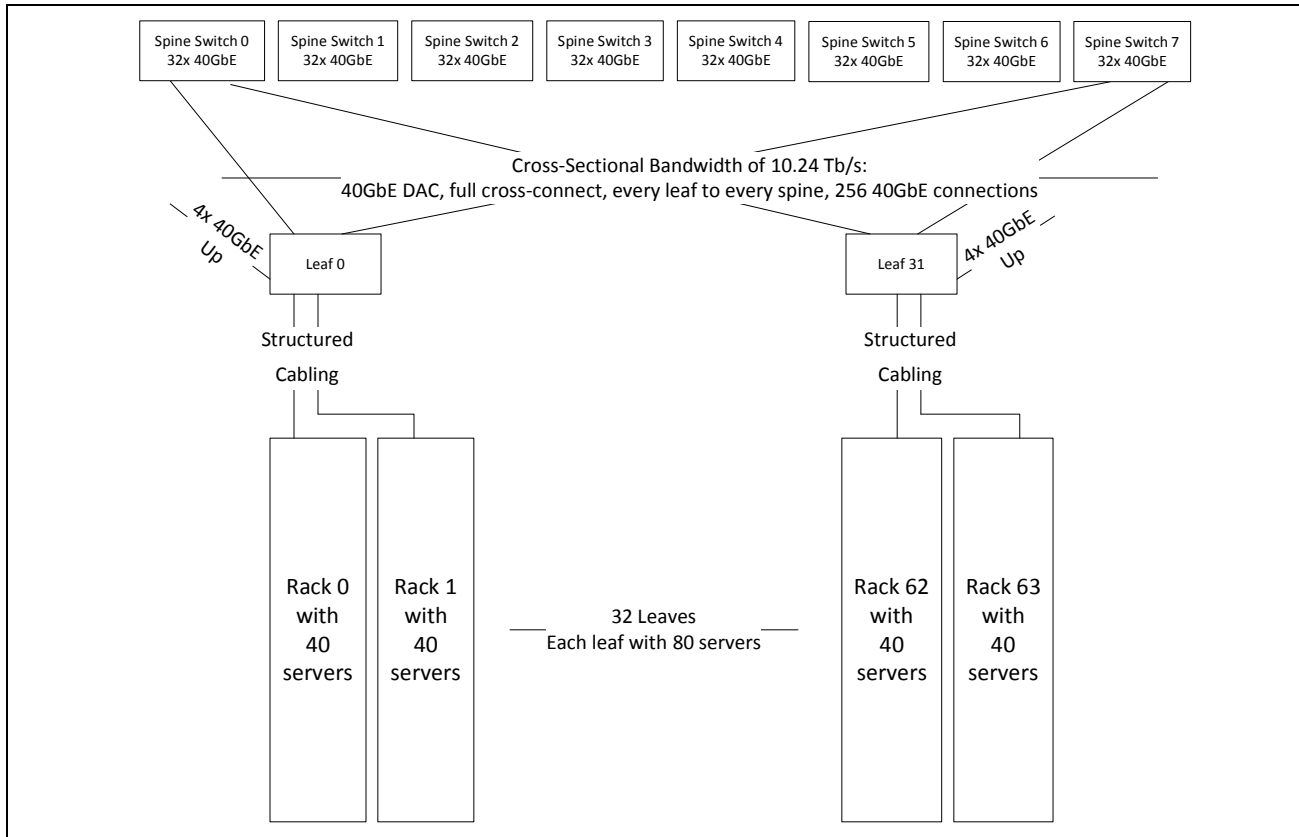 Spine Switch 0
32x 40GbE
Spine Switch 1
32x 40GbE
Spine Switch 2
32x 40GbE
Spine Switch 3
32x 40GbE
Spine Switch 4
32x 40GbE
Spine Switch 5
32x 40GbE
Spine Switch 6
32x 40GbE
Spine Switch 7
32x 40GbE
Cross-Sectional Bandwidth of 10.24 Tb/s:
40GbE DAC, full cross-connect, every leaf to every spine, 256 40GbE connections
4x 40GbE
Up
Leaf 0
Leaf 31
4x 40GbE
Up
Structured
Cabling
Structured
Cabling
Rack 0
with
40
servers
Rack 1
with
40
servers
32 Leaves
Each leaf with 80 servers
Rack 62
with
40
servers
Rack 63
with
40
servers